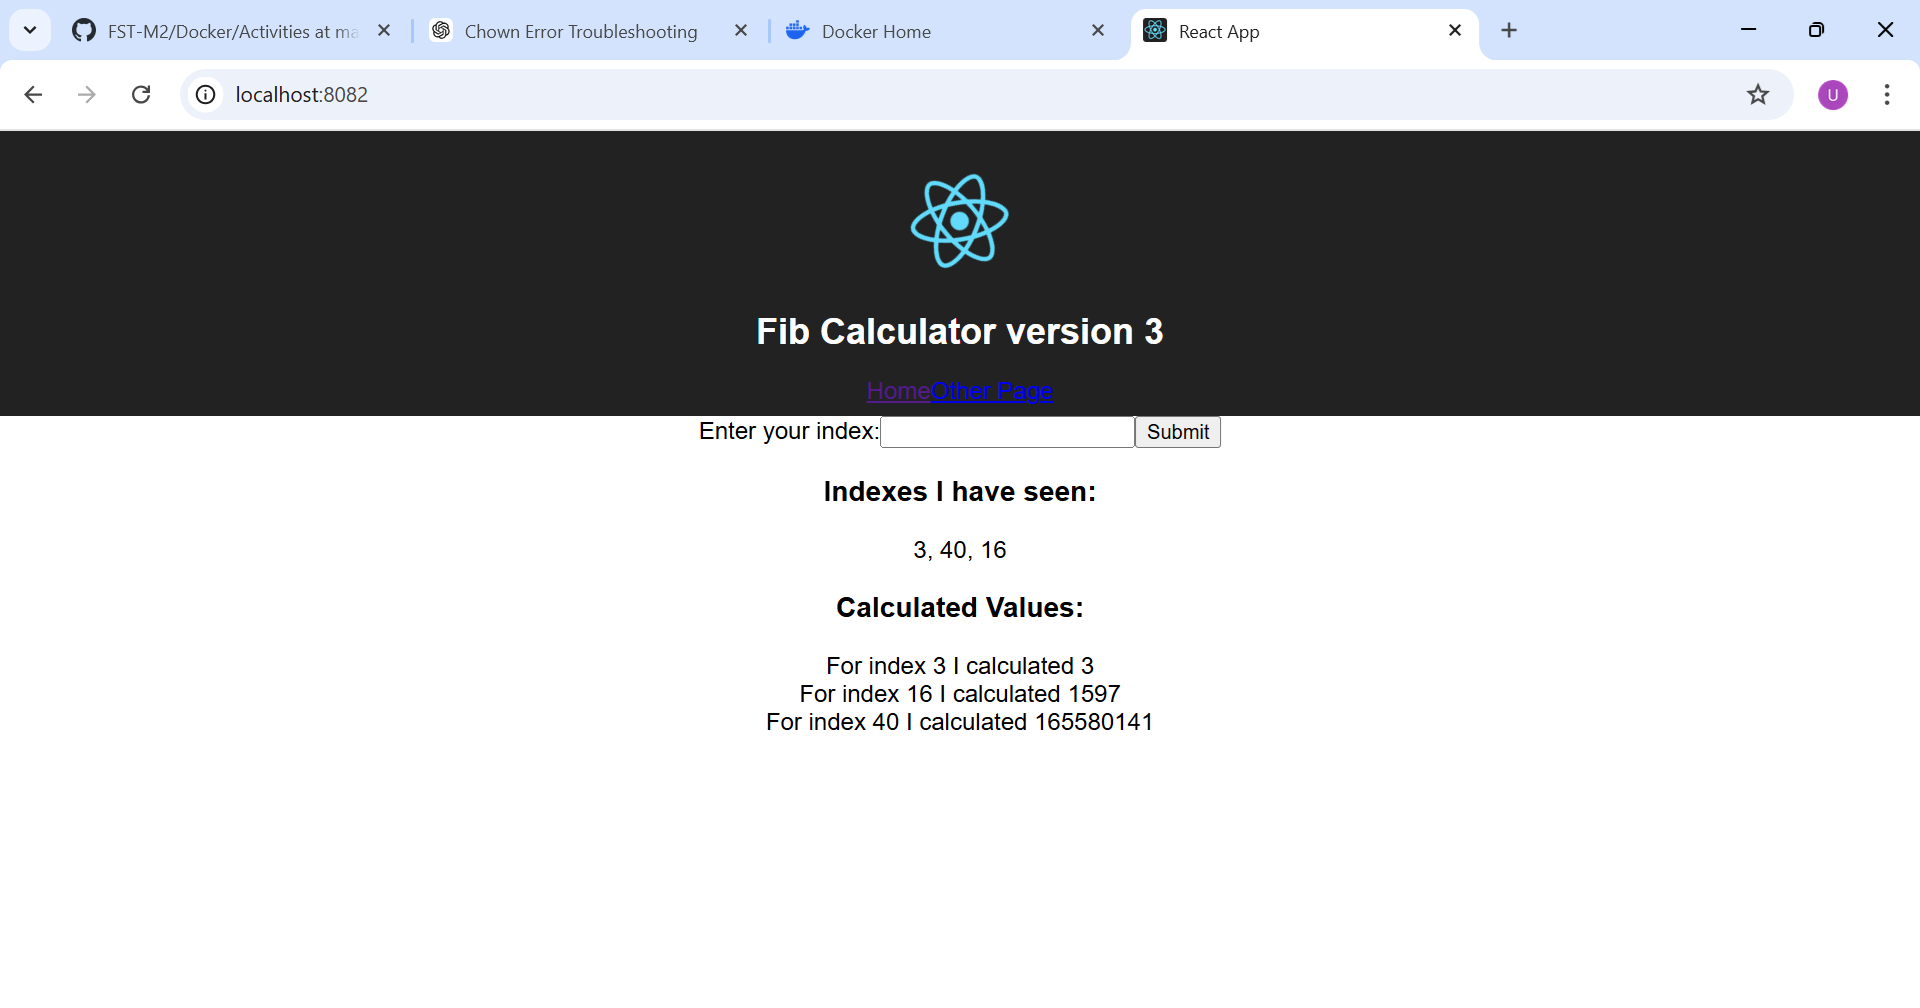 FST-M2/Docker/Activities at ma
Chown Error Troubleshooting
Docker Home
React App
localhost:8082
U
Fib Calculator version 3
HomeOther Page
Enter your index: Submit
Indexes I have seen:
3, 40, 16
Calculated Values:
For index 3 I calculated 3
For index 16 I calculated 1597
For index 40 I calculated 165580141